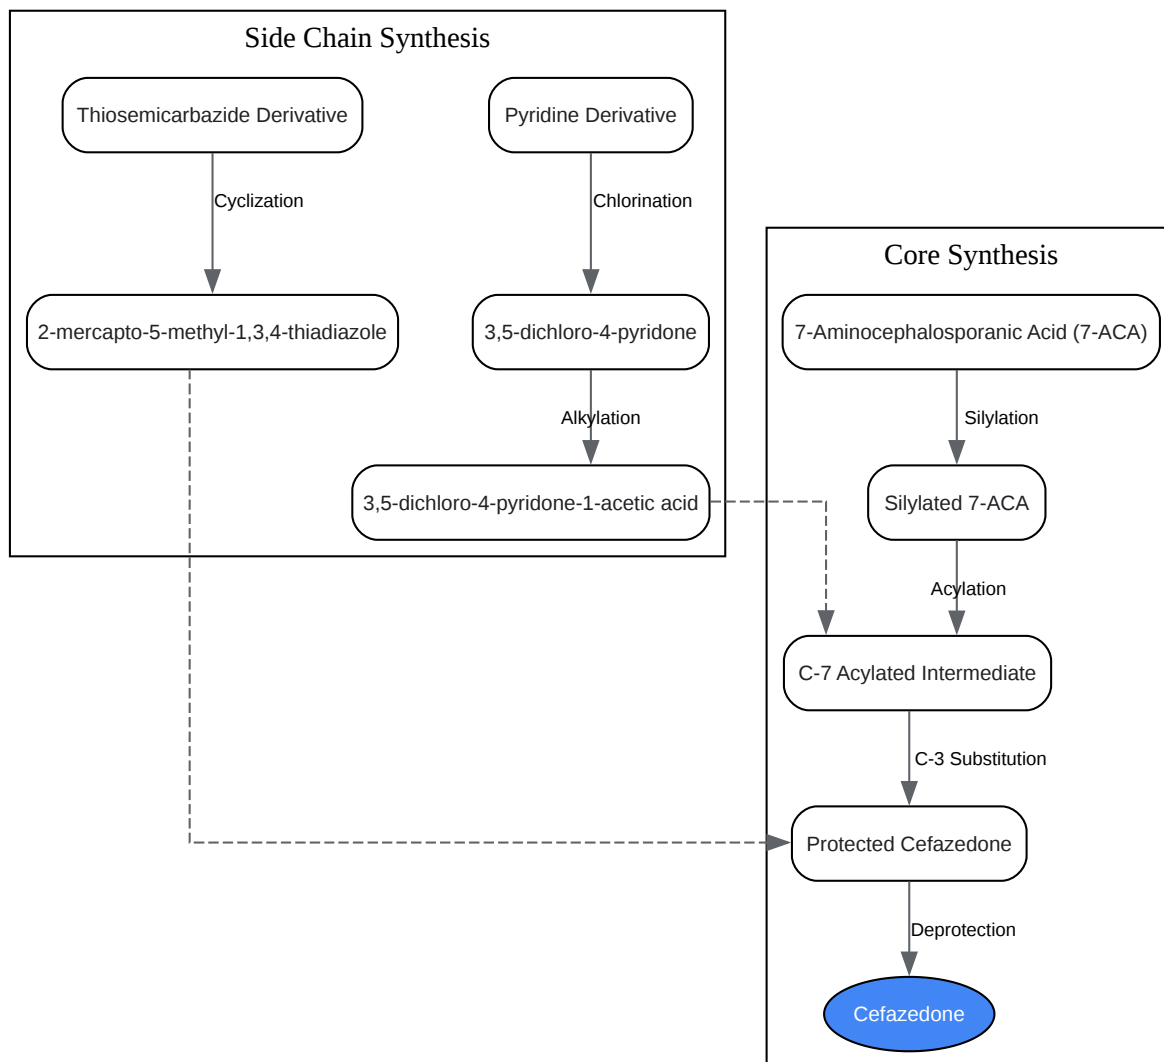 Side Chain Synthesis
Thiosemicarbazide Derivative
Pyridine Derivative
Cyclization
Chlorination
2-mercapto-5-methyl-1,3,4-thiadiazole
3,5-dichloro-4-pyridone
Alkylation
3,5-dichloro-4-pyridone-1-acetic acid
Core Synthesis
7-Aminocephalosporanic Acid (7-ACA)
Silylation
Silylated 7-ACA
Acylation
C-7 Acylated Intermediate
C-3 Substitution
Protected Cefazedone
Deprotection
Cefazedone